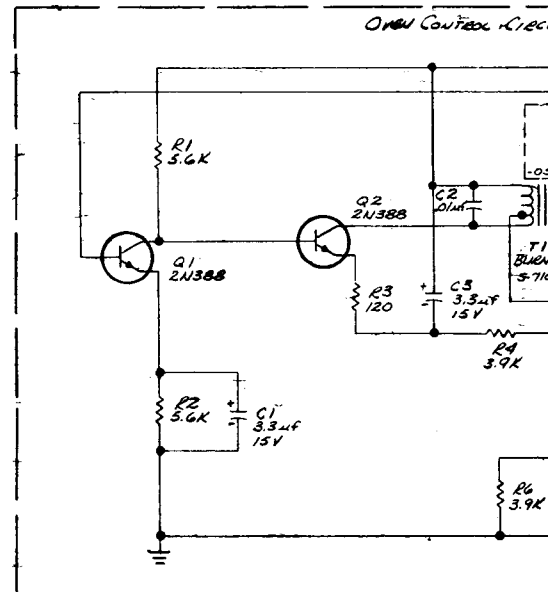 OVEN CONTROL CIRC
R1
5.6K
Q2
2N388
C2
.01uf
Q1
2N388
R3
120
+
-
C3
3.3uf
15V
T1
BURN
R4
3.9K
R2
5.6K
+
-
C1
3.3uf
15V
R6
3.9K